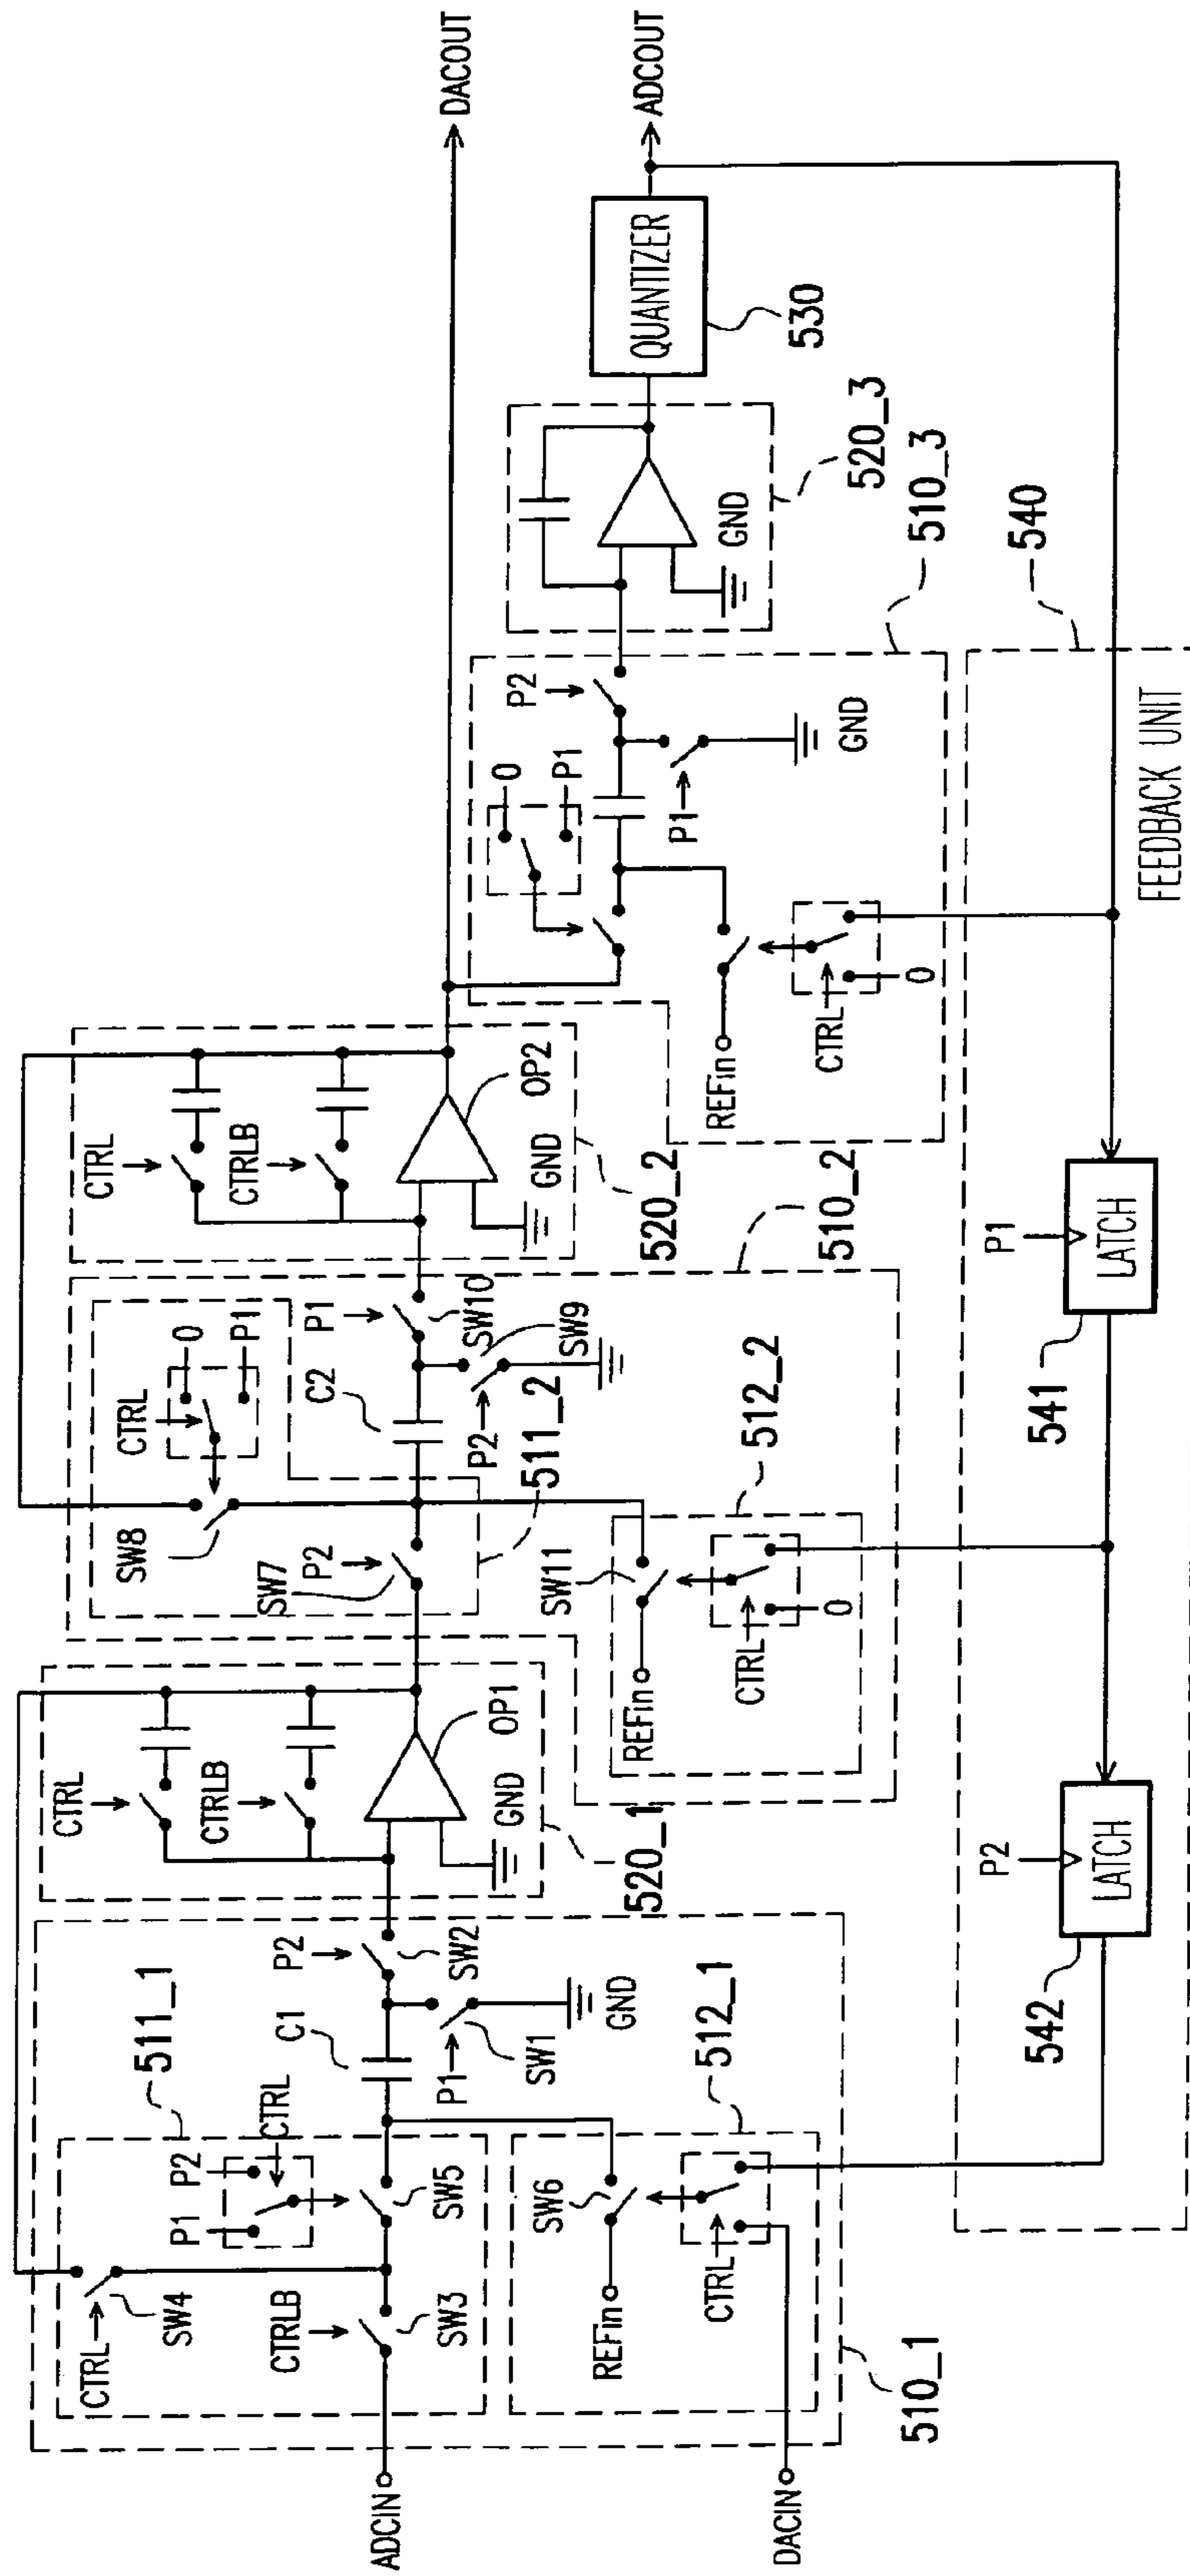 DACOUT
ADCOUT
QUANTIZER
530
520_3
GND
510_3
540
P2
0
P1
P1
GND
REFin
CTRL
0
FEEDBACK UNIT
CTRL
CTRLB
OP2
GND
520_2
510_2
P1
LATCH
541
CTRL
0
P1
P1
SW10
SW9
C2
P2
511_2
SW8
SW7
P2
512_2
SW11
REFin
CTRL
0
CTRL
CTRLB
OP1
GND
520_1
P2
LATCH
542
511_1
P2
SW2
C1
P1
SW1
GND
512_1
P1
P2
CTRL
SW5
CTRL
SW4
CTRLB
SW3
SW6
REFin
CTRL
510_1
ADCIN
DACIN